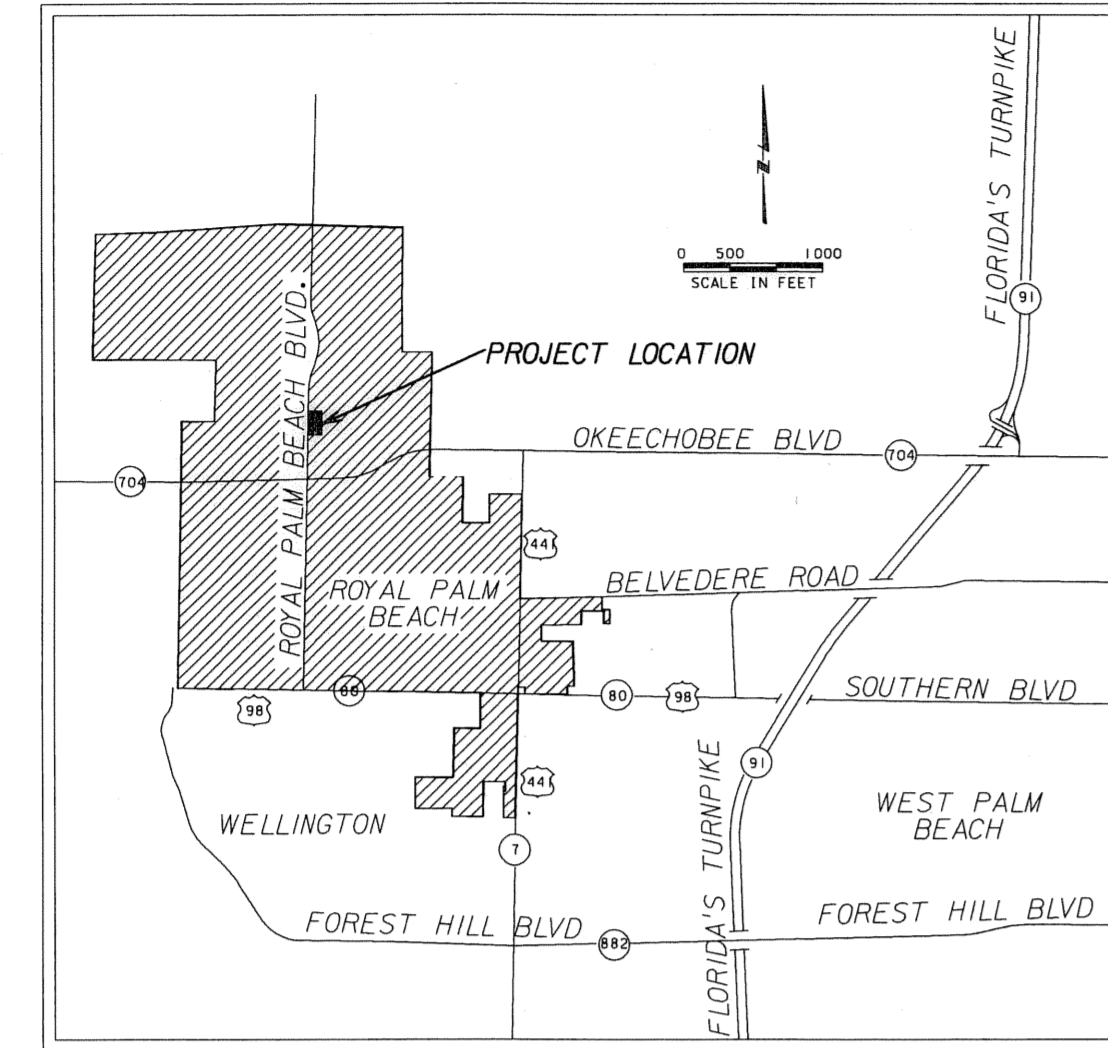 FLORIDA'S TURNPIKE
N
0 500 1000
SCALE IN FEET
91
ROYAL PALM BEACH BLVD.
PROJECT LOCATION
OKEECHOBEE BLVD
704
704
441
ROYAL PALM
BEACH
BELVEDERE ROAD
80
98
80
98
SOUTHERN BLVD
91
441
FLORIDA'S TURNPIKE
WEST PALM
BEACH
WELLINGTON
7
FOREST HILL BLVD
882
FOREST HILL BLVD